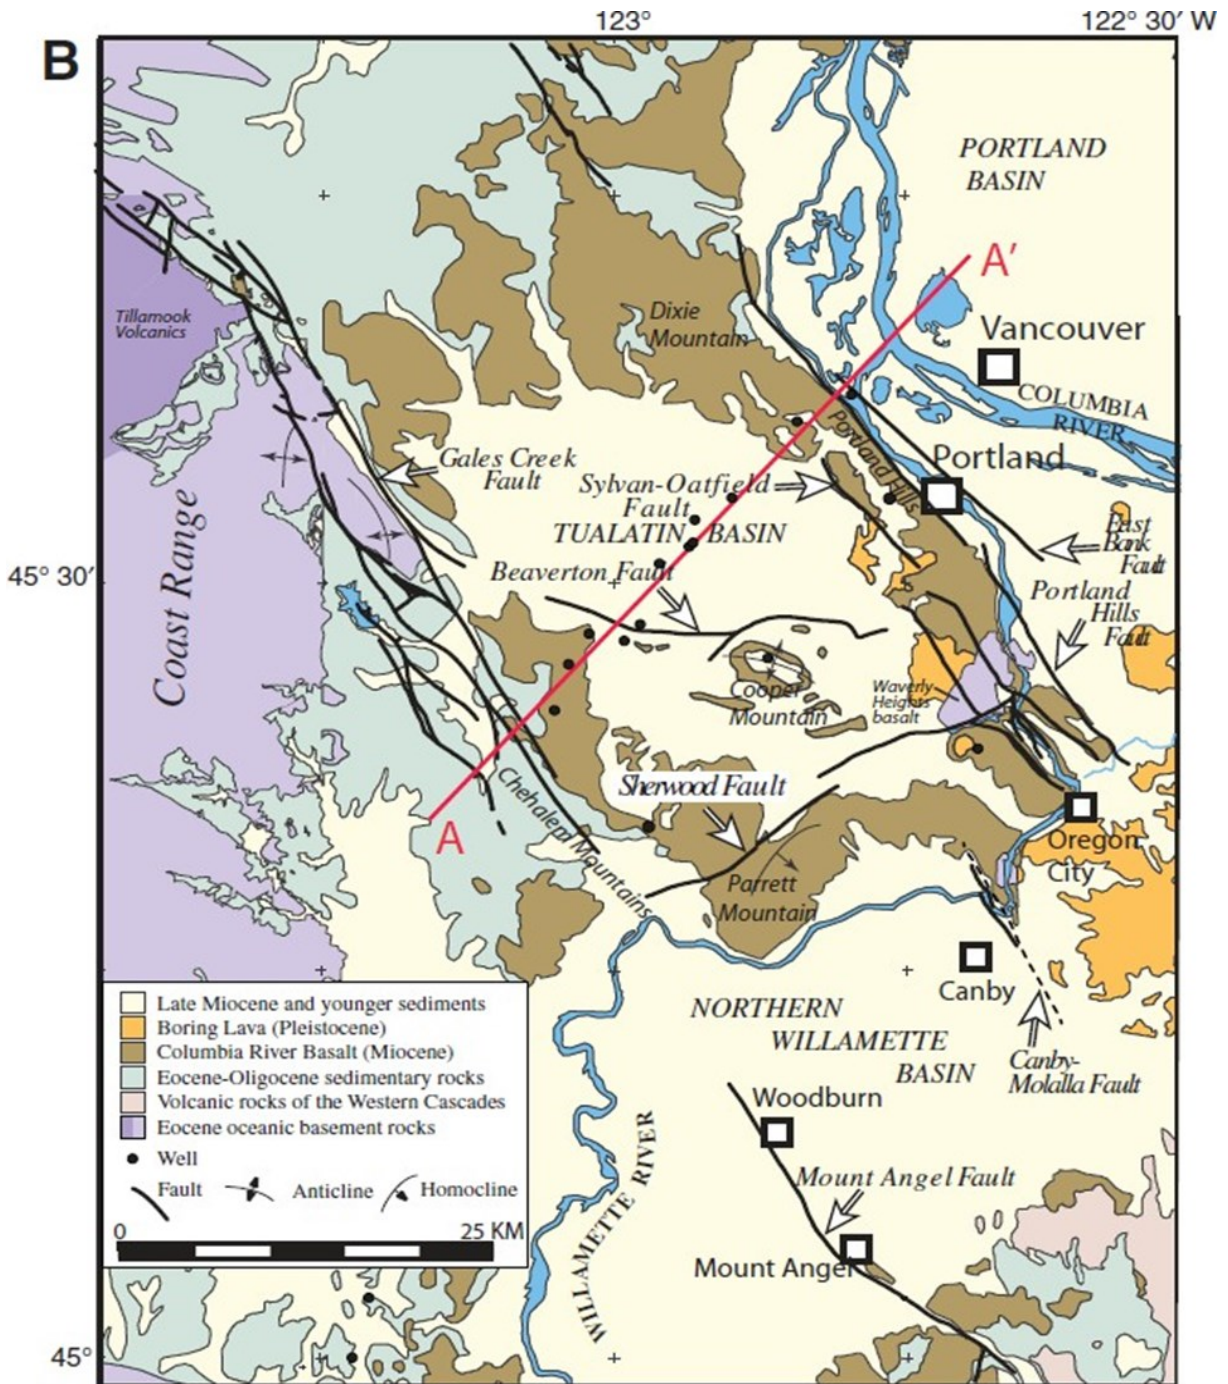 B
123°
122° 30′ W
PORTLAND
BASIN
A′
Tillamook
Volcanics
Dixie
Mountain
Vancouver
COLUMBIA
RIVER
Portland Hills
Portland
Gales Creek
Fault
Sylvan-Oatfield
Fault
TUALATIN BASIN
East
Bank
Fault
Coast Range
45° 30′
Beaverton Fault
Portland
Hills
Fault
Cooper
Mountain
Waverly
Heights
basalt
Sherwood Fault
Chehalem Mountains
A
Oregon
City
Parrett
Mountain
Canby
NORTHERN
WILLAMETTE
BASIN
Canby-
Molalla Fault
Late Miocene and younger sediments
Boring Lava (Pleistocene)
Columbia River Basalt (Miocene)
Eocene-Oligocene sedimentary rocks
Volcanic rocks of the Western Cascades
Eocene oceanic basement rocks
Well
Fault
Anticline
Homocline
0
25 KM
Woodburn
WILLAMETTE RIVER
Mount Angel Fault
Mount Angel
45°